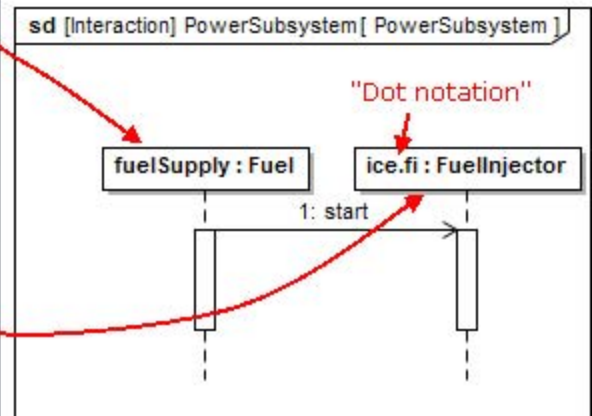 sd [Interaction] PowerSubsystem[ PowerSubsystem ]
"Dot notation"
fuelSupply : Fuel
ice.fi : FuelInjector
1: start